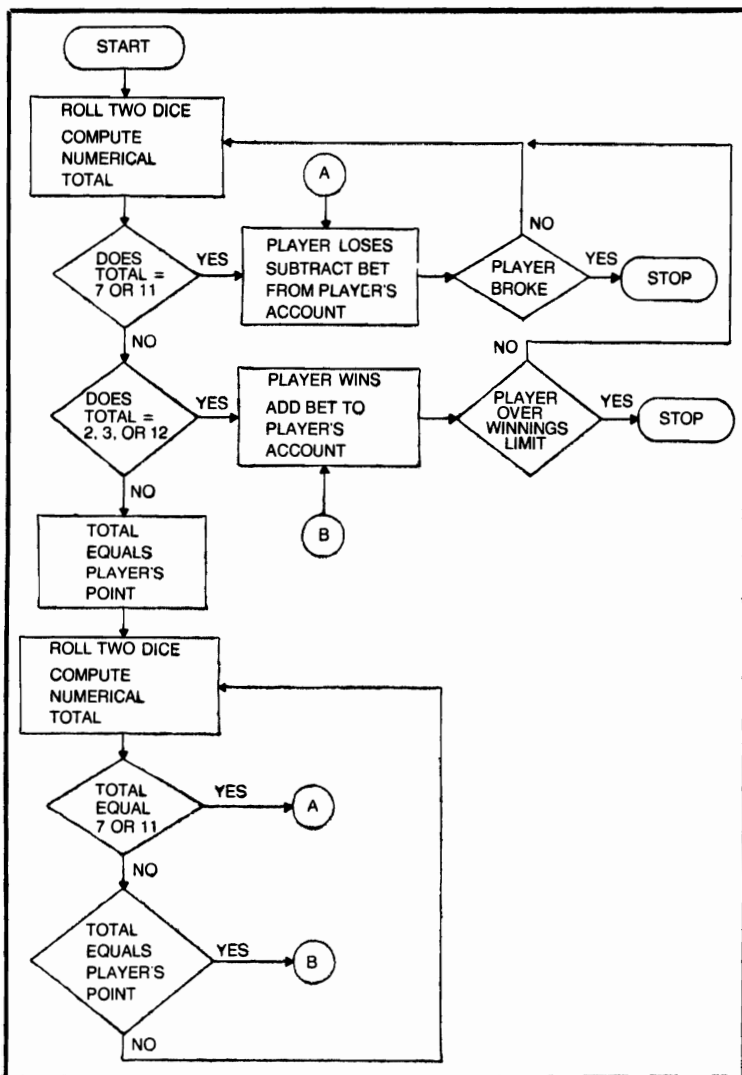 START
ROLL TWO DICE
COMPUTE
NUMERICAL
TOTAL
A
NO
DOES
TOTAL =
7 OR 11
YES
PLAYER LOSES
SUBTRACT BET
FROM PLAYER'S
ACCOUNT
PLAYER
BROKE
YES
STOP
NO
NO
DOES
TOTAL =
2, 3, OR 12
YES
PLAYER WINS
ADD BET TO
PLAYER'S
ACCOUNT
PLAYER
OVER
WINNINGS
LIMIT
YES
STOP
NO
B
TOTAL
EQUALS
PLAYER'S
POINT
ROLL TWO DICE
COMPUTE
NUMERICAL
TOTAL
TOTAL
EQUAL
7 OR 11
YES
A
NO
TOTAL
EQUALS
PLAYER'S
POINT
YES
B
NO